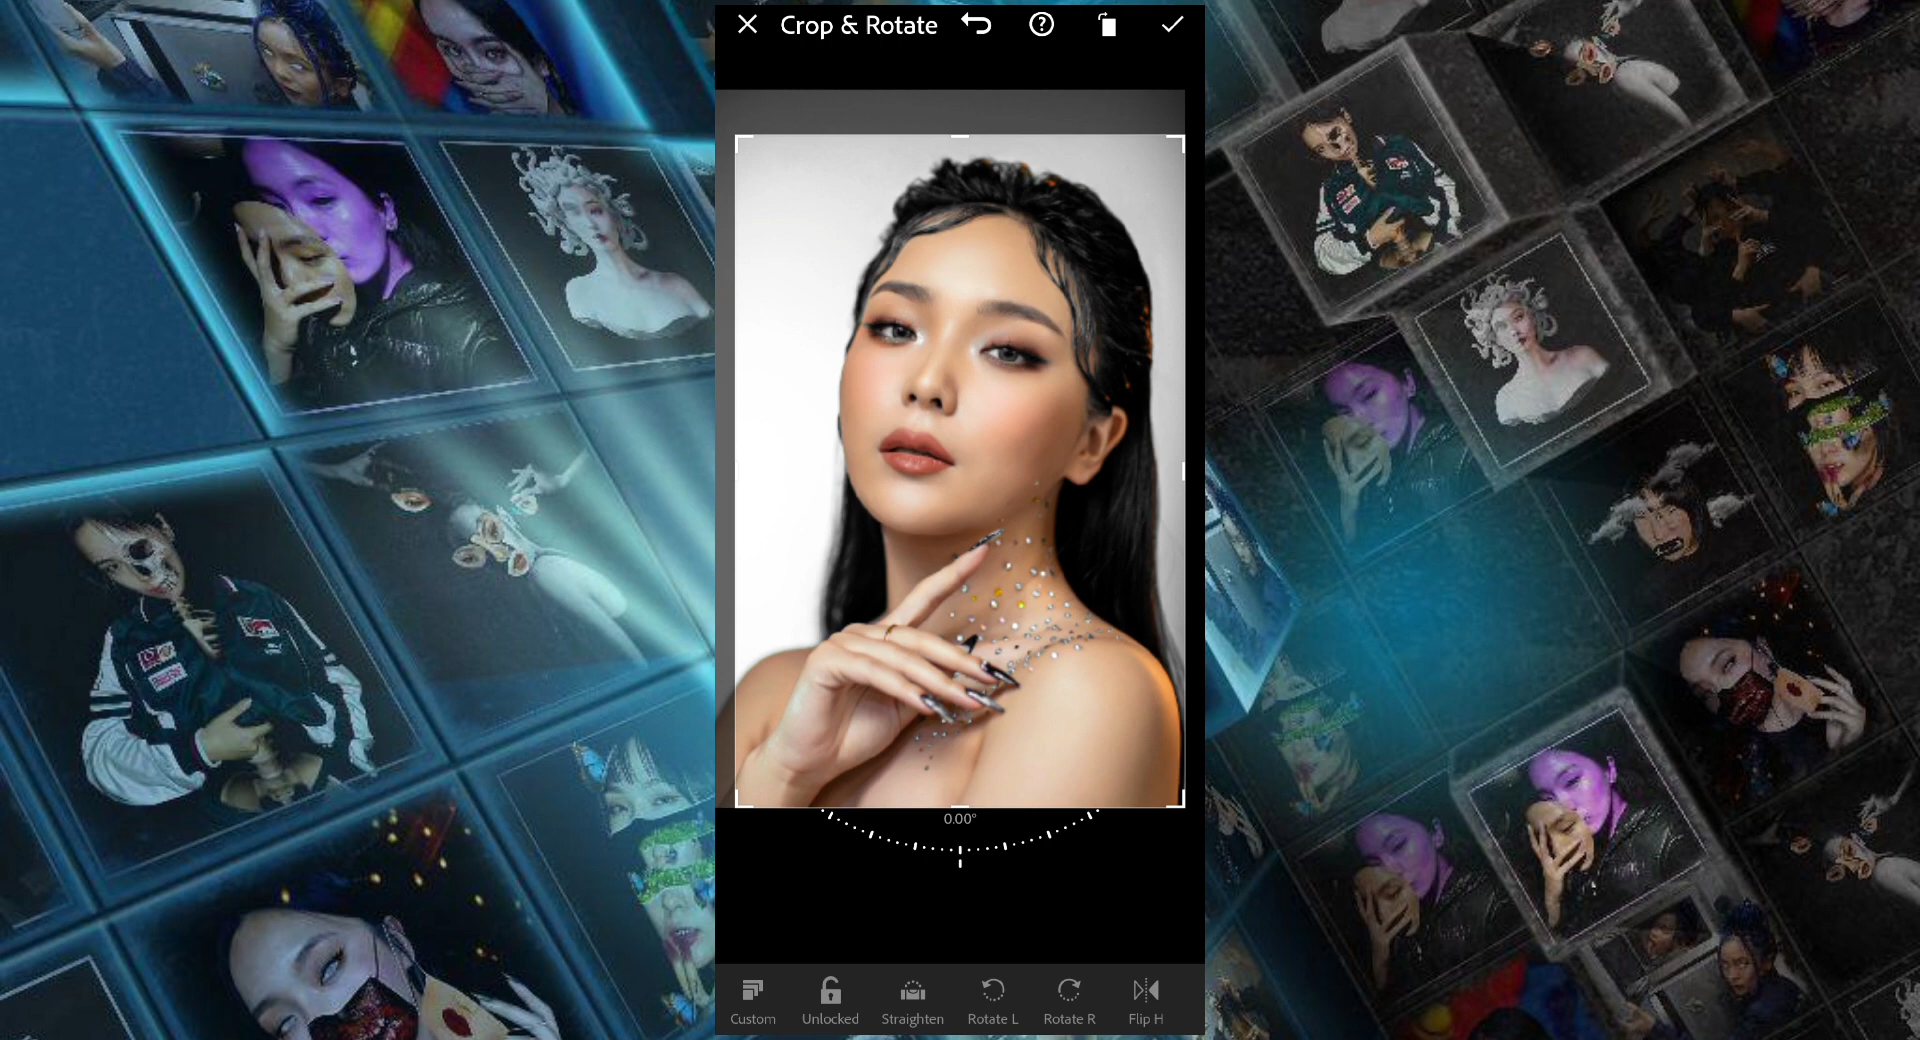 Crop & Rotate
0.00°
Custom Unlocked Straighten Rotate L Rotate R Flip H